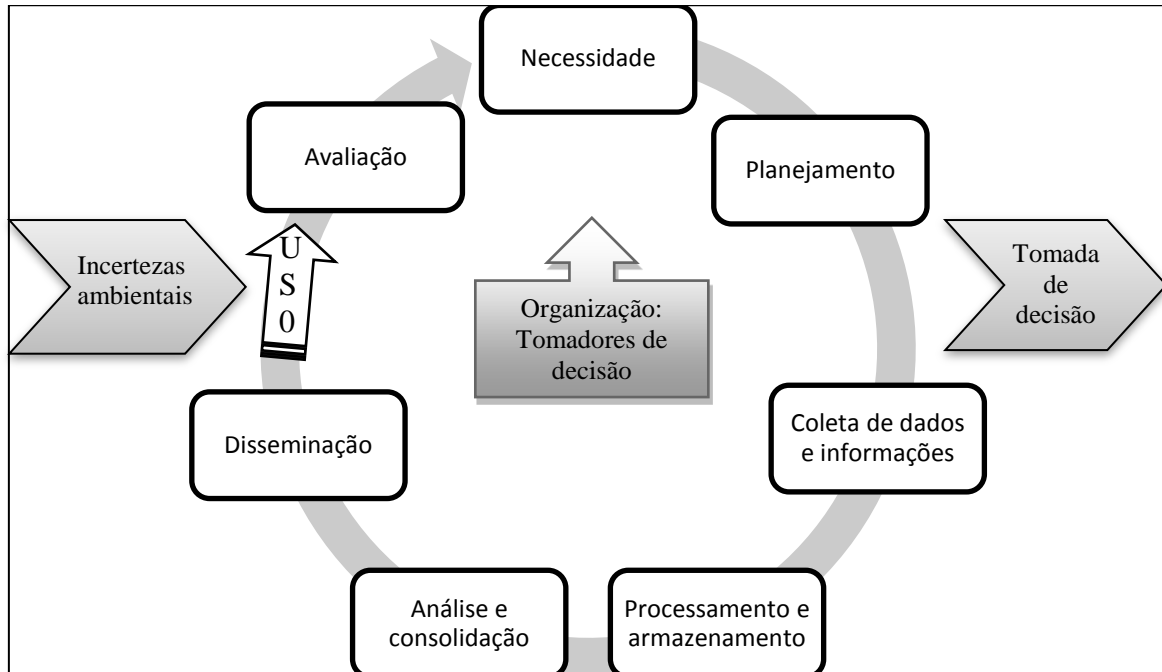 Necessidade
Avaliação
Planejamento
Incertezas
ambientais
U
S
0
Organização:
Tomadores de
decisão
Tomada
de
decisão
Disseminação
Coleta de dados
e informações
Análise e
consolidação
Processamento e
armazenamento